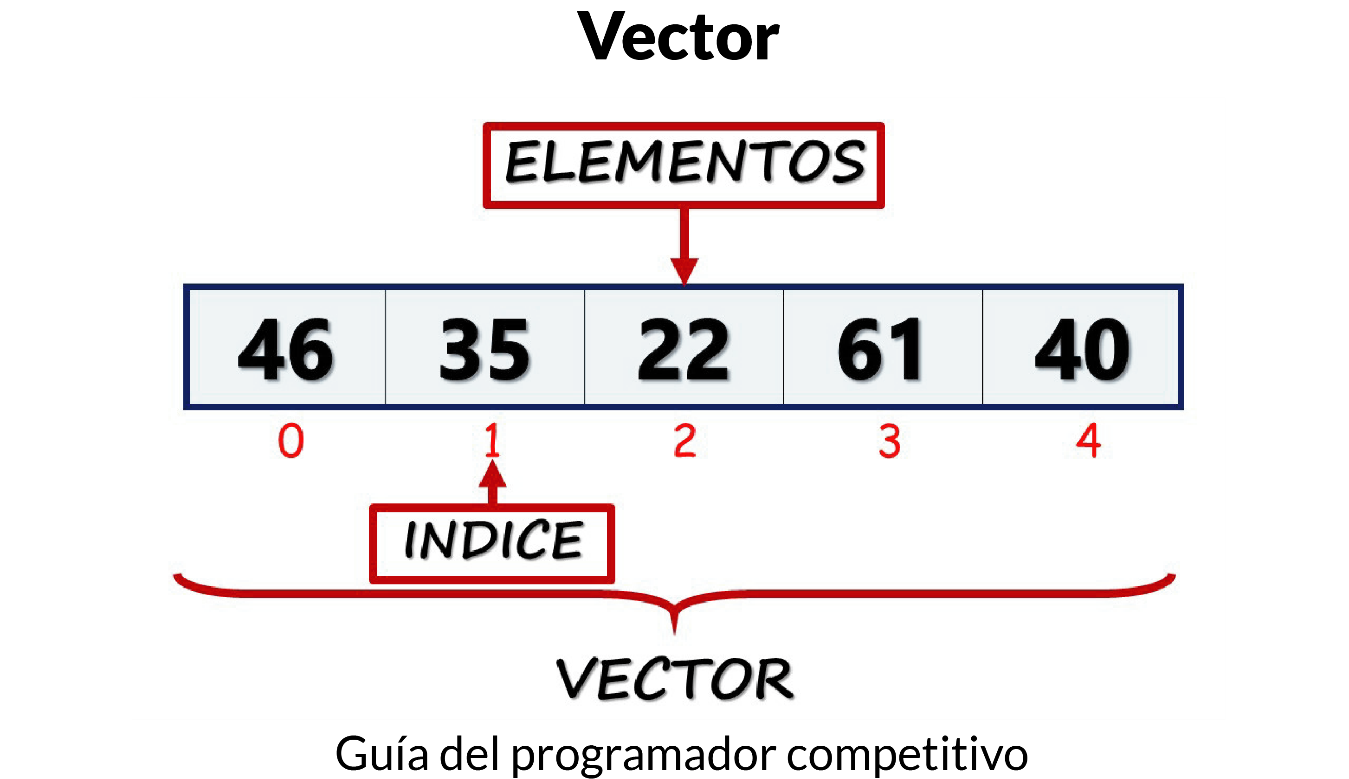 Vector
ELEMENTOS
46 35 22 61 40
0 1 2 3 4
INDICE
VECTOR
Guía del programador competitivo